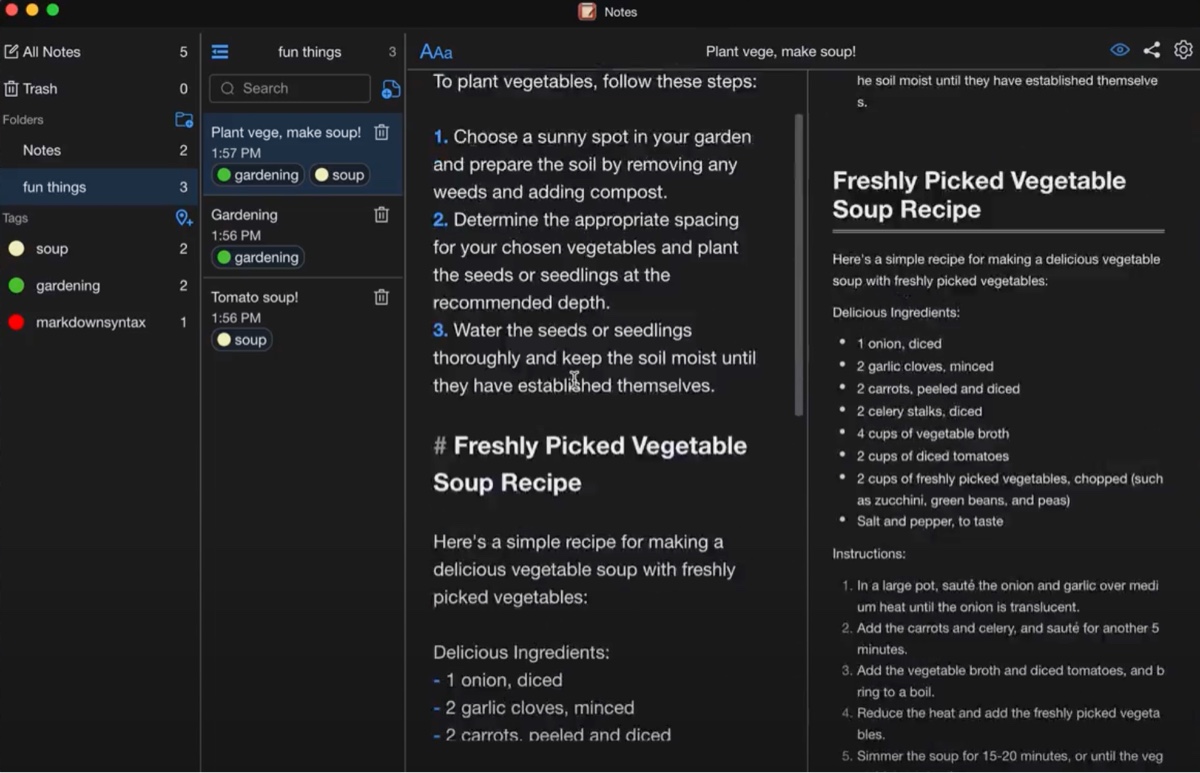 Notes
All Notes 5
Trash 0
Folders
Notes 2
fun things 3
Tags
soup 2
gardening 2
markdownsyntax 1
fun things 3
Search
Plant vege, make soup!
1:57 PM
gardening soup
Gardening
1:56 PM
gardening
Tomato soup!
1:56 PM
soup
AAa
Plant vege, make soup!
To plant vegetables, follow these steps:
1. Choose a sunny spot in your garden
and prepare the soil by removing any
weeds and adding compost.
2. Determine the appropriate spacing
for your chosen vegetables and plant
the seeds or seedlings at the
recommended depth.
3. Water the seeds or seedlings
thoroughly and keep the soil moist until
they have established themselves.
# Freshly Picked Vegetable
Soup Recipe
Here's a simple recipe for making a
delicious vegetable soup with freshly
picked vegetables:
Delicious Ingredients:
- 1 onion, diced
- 2 garlic cloves, minced
- 2 carrots, peeled and diced
he soil moist until they have established themselve
s.
Freshly Picked Vegetable
Soup Recipe
Here's a simple recipe for making a delicious vegetable
soup with freshly picked vegetables:
Delicious Ingredients:
• 1 onion, diced
• 2 garlic cloves, minced
• 2 carrots, peeled and diced
• 2 celery stalks, diced
• 4 cups of vegetable broth
• 2 cups of diced tomatoes
• 2 cups of freshly picked vegetables, chopped (such
as zucchini, green beans, and peas)
• Salt and pepper, to taste
Instructions:
1. In a large pot, sauté the onion and garlic over medi
um heat until the onion is translucent.
2. Add the carrots and celery, and sauté for another 5
minutes.
3. Add the vegetable broth and diced tomatoes, and b
ring to a boil.
4. Reduce the heat and add the freshly picked vegeta
bles.
5. Simmer the soup for 15-20 minutes, or until the veg